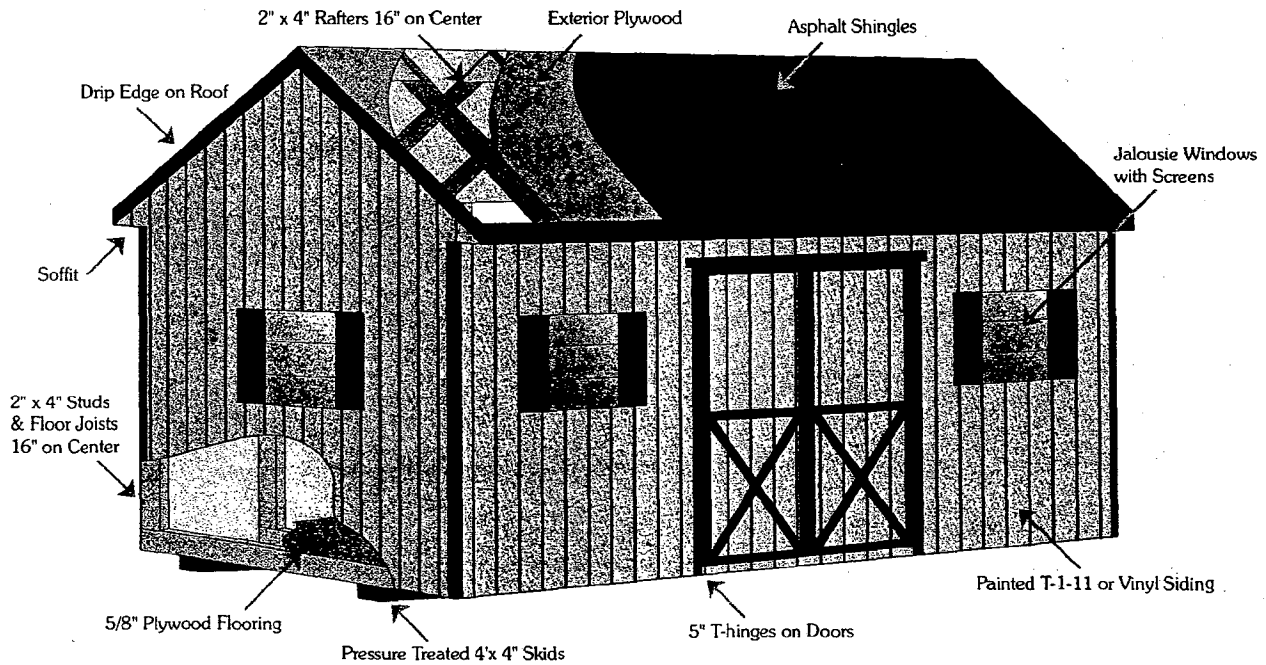 2" x 4" Rafters 16" on Center
Exterior Plywood
Asphalt Shingles
Drip Edge on Roof
Jalousie Windows
with Screens
Soffit
2" x 4" Studs
& Floor Joists
16" on Center
Painted T-1-11 or Vinyl Siding
5/8" Plywood Flooring
5" T-hinges on Doors
Pressure Treated 4'x 4" Skids